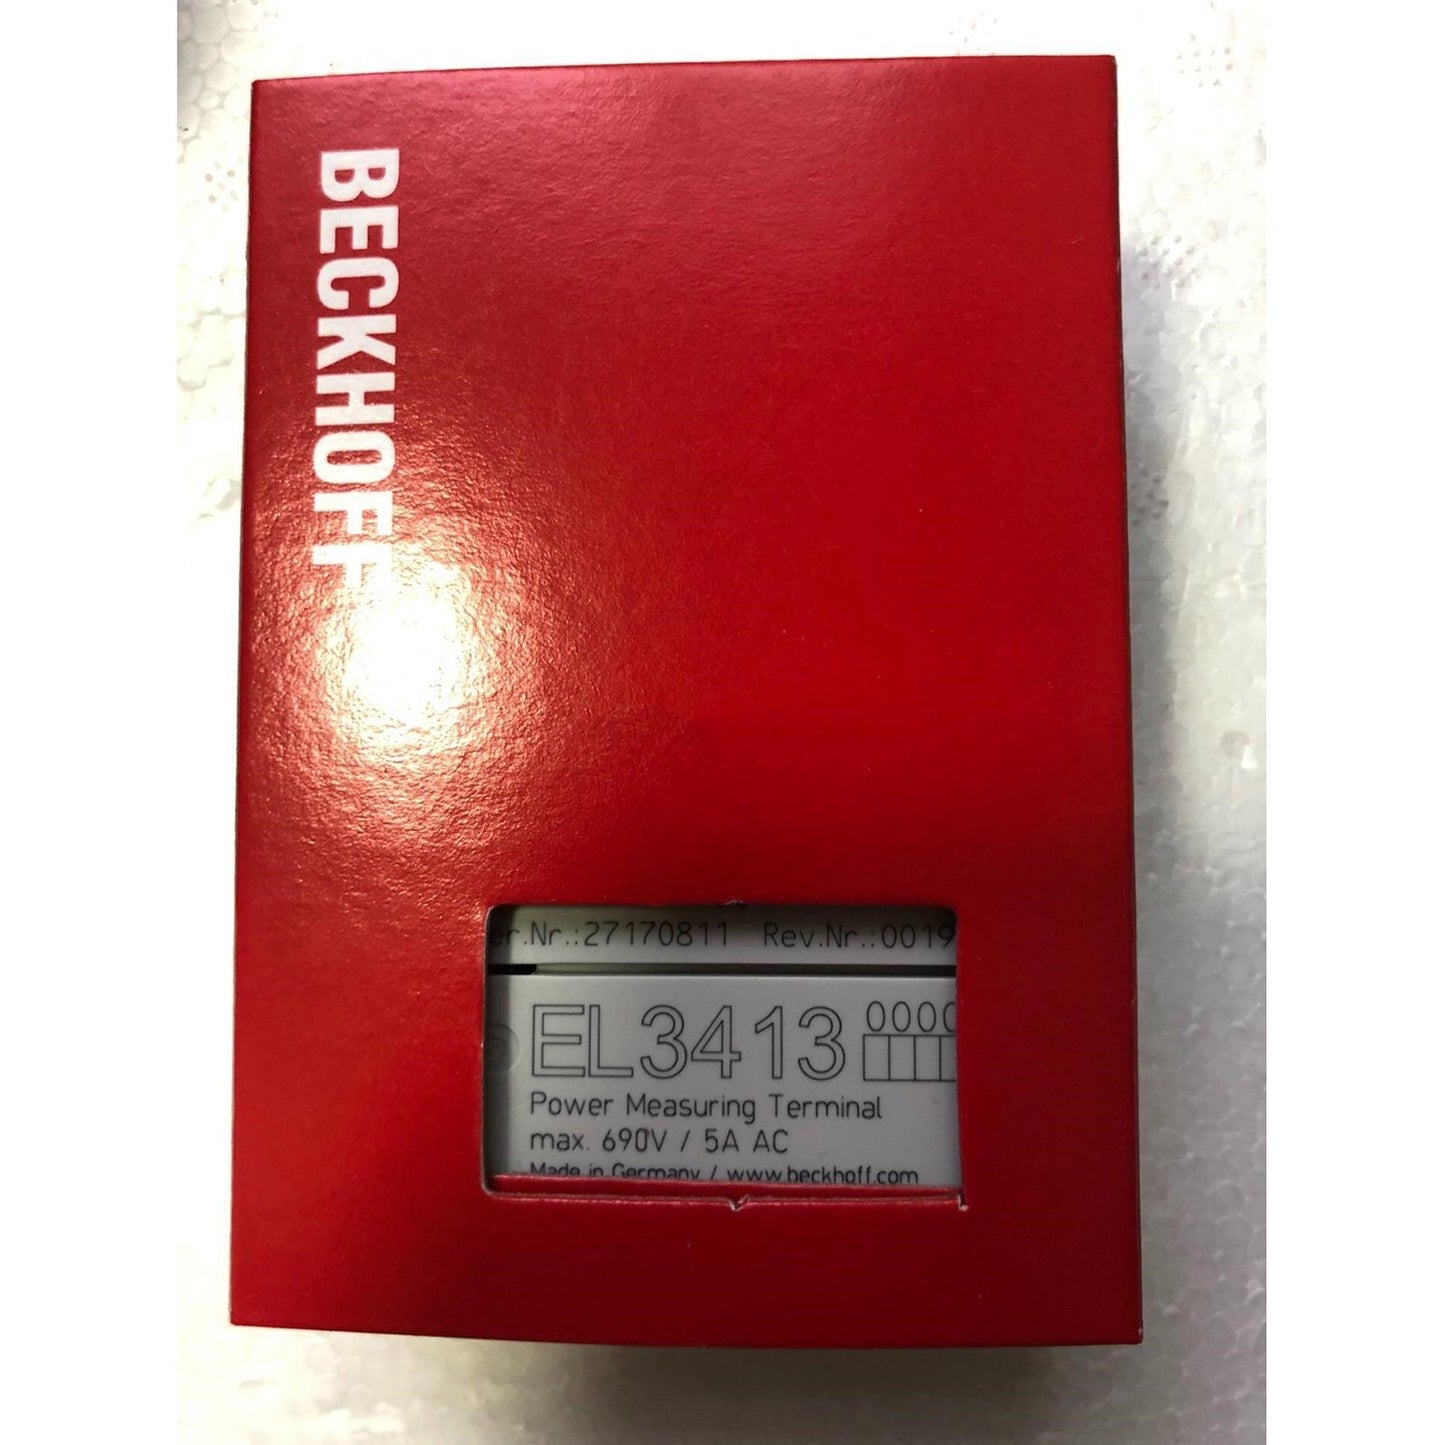 BECKHOFF
er.Nr.:27170811 Rev.Nr.:0019
EL3413 0000
Power Measuring Terminal
max. 690V / 5A AC
Made in Germany / www.beckhoff.com